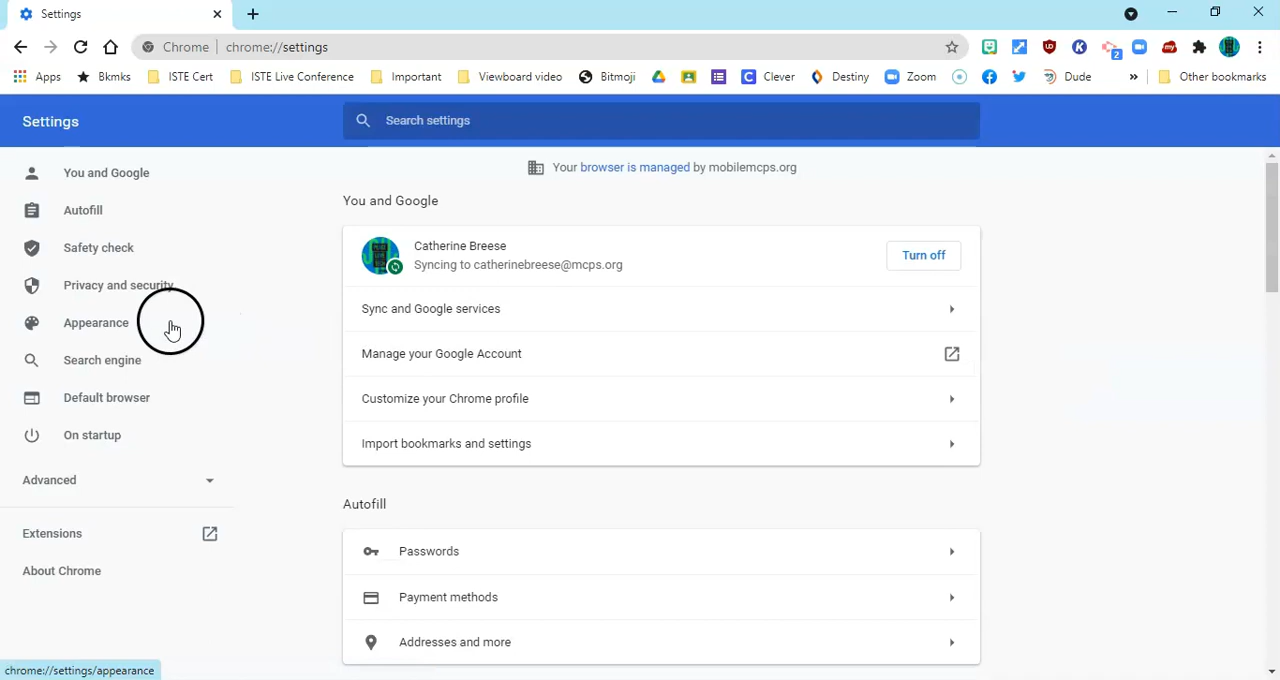 Settings
Chrome chrome://settings
2
Apps Bkmks ISTE Cert ISTE Live Conference Important Viewboard video Bitmoji C Clever Destiny Zoom Dude » Other bookmarks
Settings
Search settings
Your browser is managed by mobilemcps.org
You and Google
Autofill
Safety check
Privacy and security
Appearance
Search engine
Default browser
On startup
Advanced
Extensions
About Chrome
You and Google
Catherine Breese
Syncing to catherinebreese@mcps.org
Turn off
Sync and Google services
Manage your Google Account
Customize your Chrome profile
Import bookmarks and settings
Autofill
Passwords
Payment methods
Addresses and more
chrome://settings/appearance